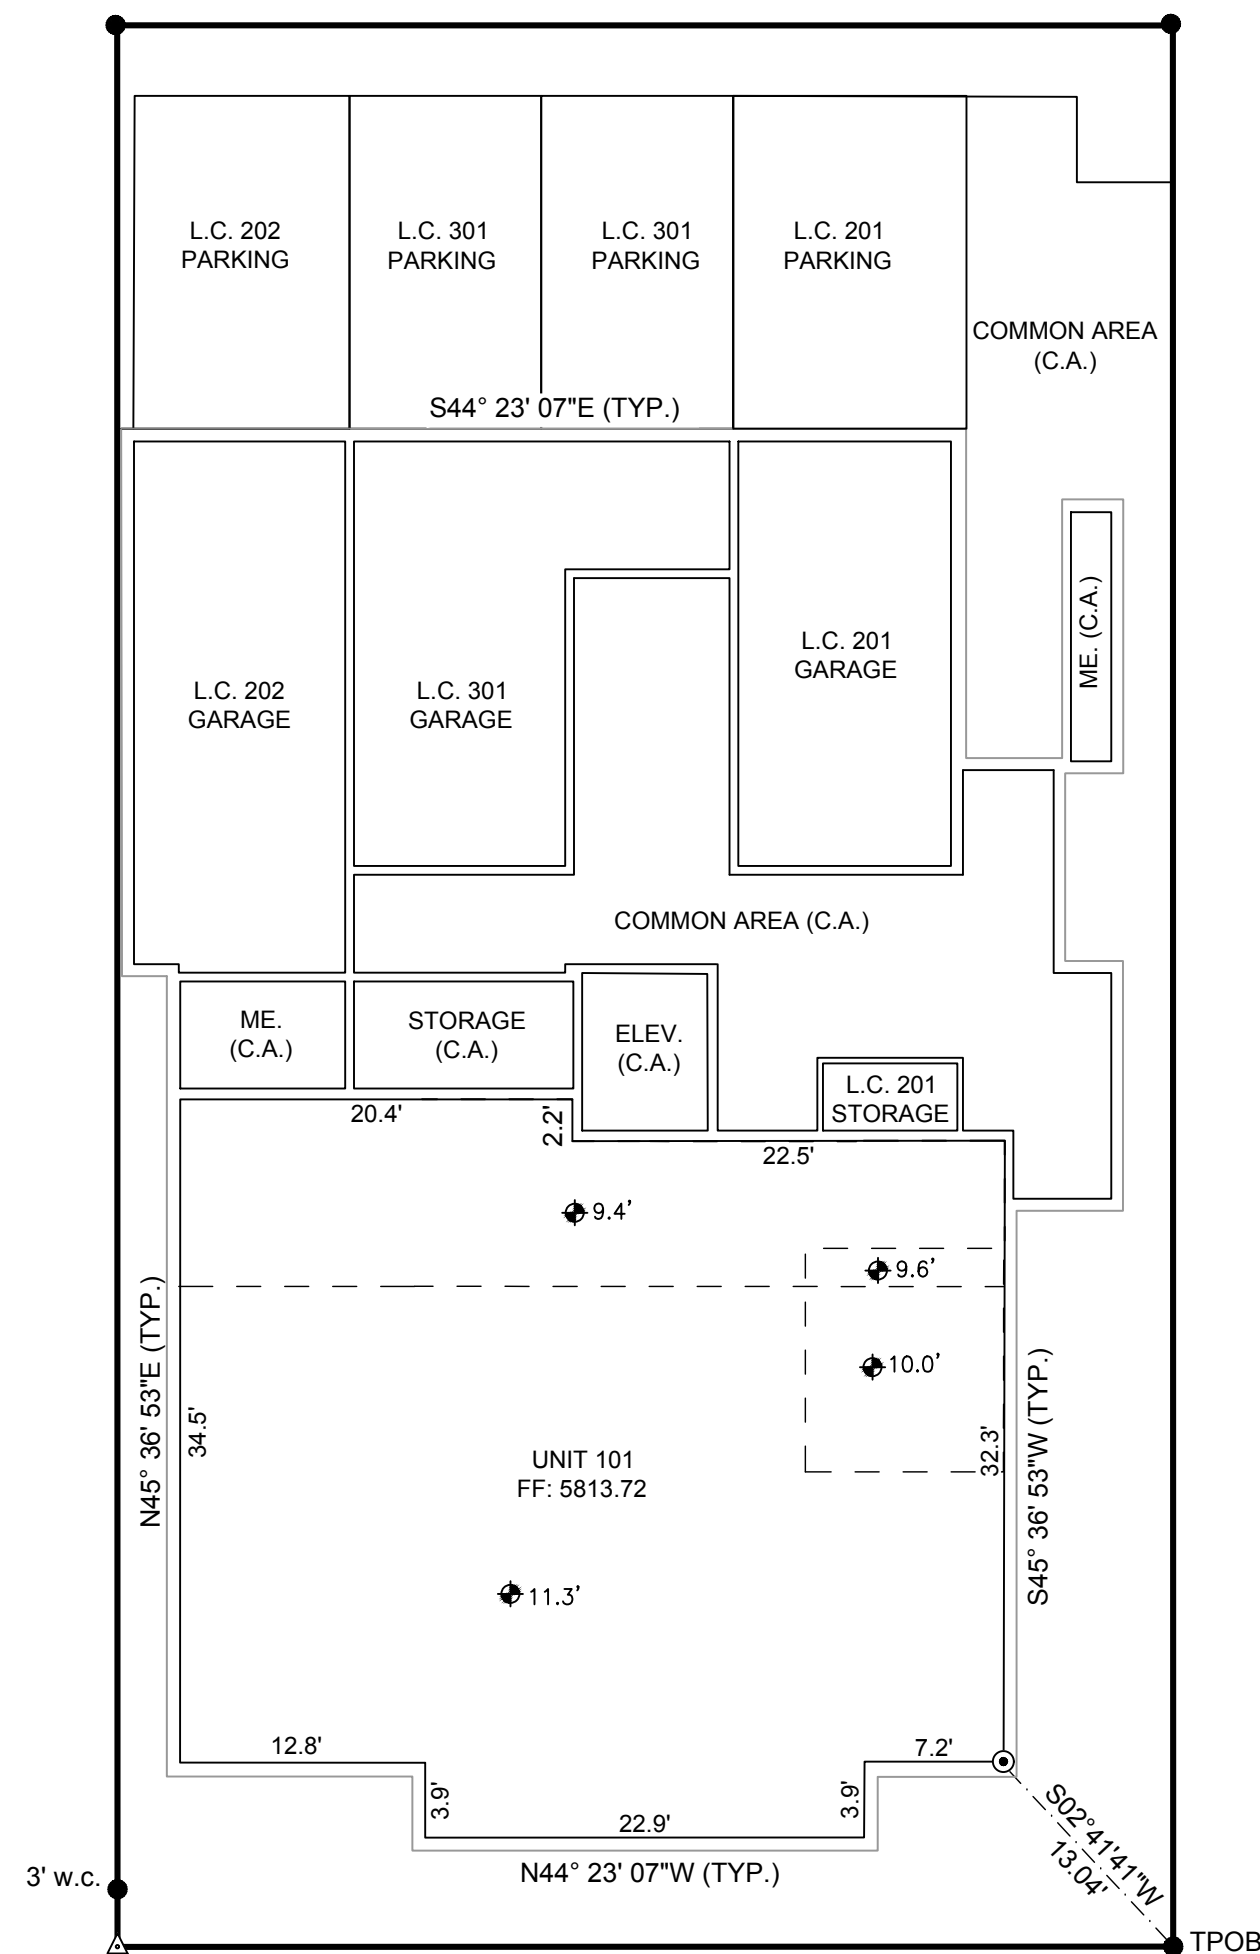 L.C. 202
PARKING
L.C. 301
PARKING
L.C. 301
PARKING
L.C. 201
PARKING
COMMON AREA
(C.A.)
S44° 23' 07"E (TYP.)
ME. (C.A.)
L.C. 201
GARAGE
L.C. 202
GARAGE
L.C. 301
GARAGE
COMMON AREA (C.A.)
ME.
(C.A.)
STORAGE
(C.A.)
ELEV.
(C.A.)
L.C. 201
STORAGE
20.4'
2.2'
22.5'
9.4'
9.6'
10.0'
N45° 36' 53"E (TYP.)
34.5'
32.3'
S45° 36' 53"W (TYP.)
UNIT 101
FF: 5813.72
11.3'
12.8'
7.2'
3.9'
3.9'
22.9'
N44° 23' 07"W (TYP.)
S02°41'41"W
13.04'
3' w.c.
TPOB